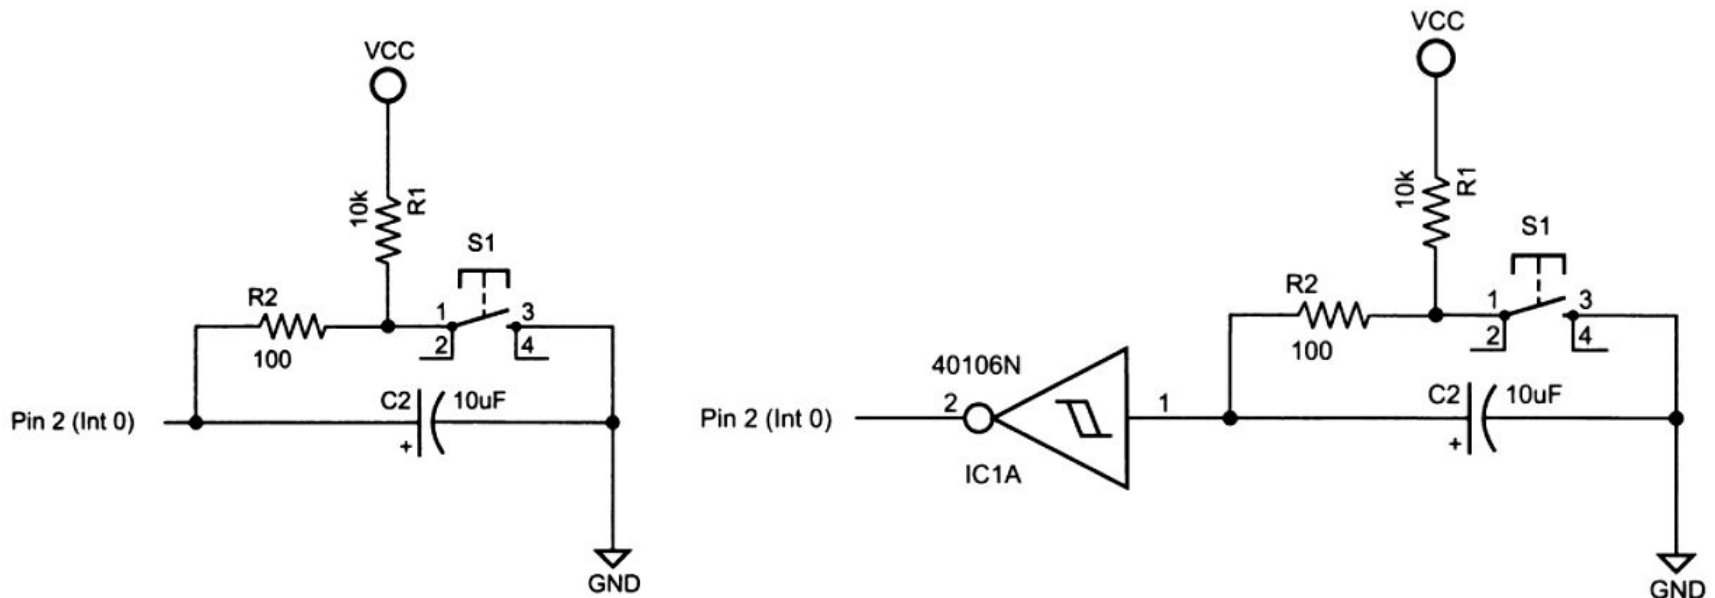 VCC
10k
R1
S1
R2
1
3
2
4
100
C2
10uF
Pin 2 (Int 0)
+
GND
VCC
10k
R1
S1
R2
1
3
2
4
100
40106N
C2
10uF
Pin 2 (Int 0)
2
1
+
IC1A
GND